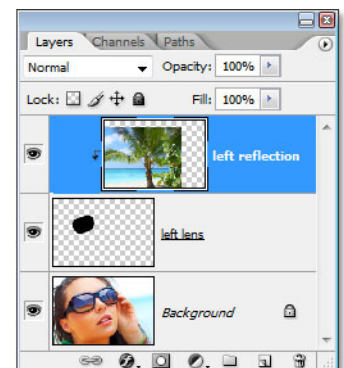 Layers Channels Paths
Normal Opacity: 100%
Lock: Fill: 100%
left reflection
left lens
Background